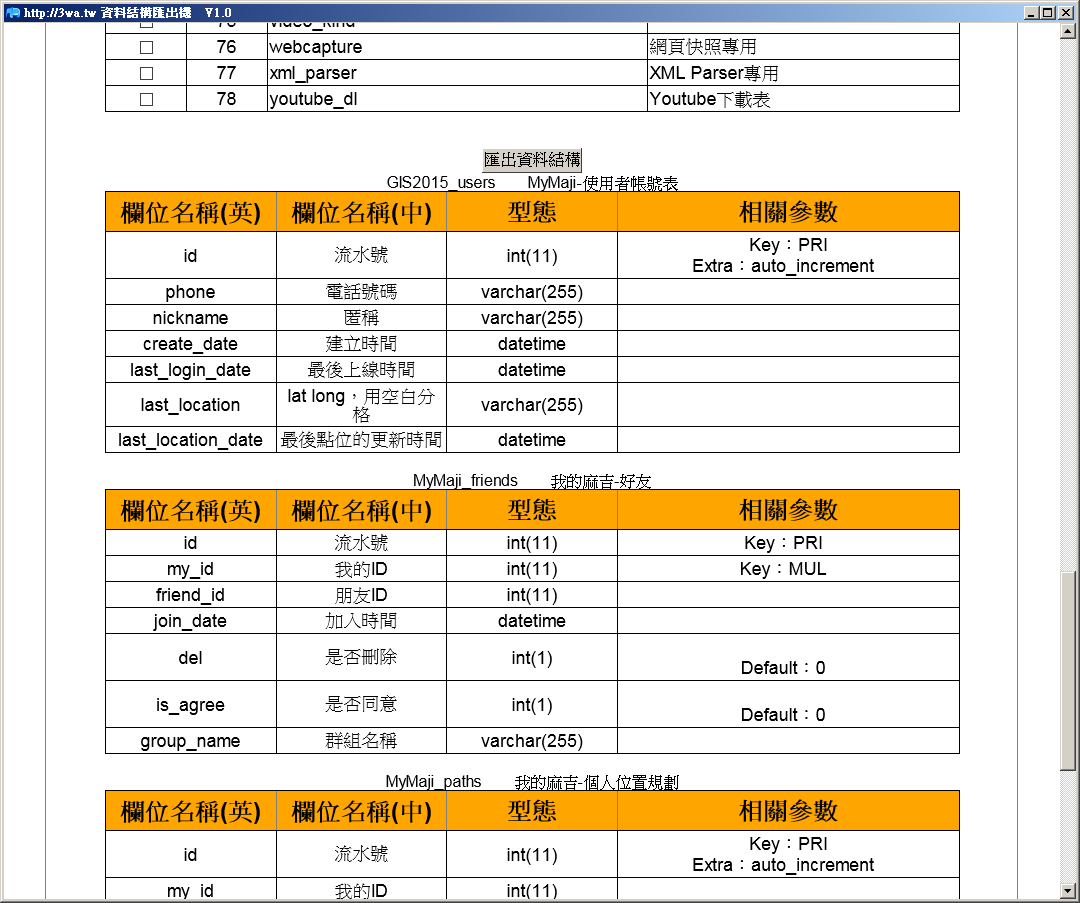 http://3wa.tw 資料結構匯出機 V1.0
76 webcapture 網頁快照專用
77 xml_parser XML Parser專用
78 youtube_dl Youtube下載表
匯出資料結構
GIS2015_users MyMaji-使用者帳號表
欄位名稱(英) 欄位名稱(中) 型態 相關參數
id 流水號 int(11) Key：PRI
Extra：auto_increment
phone 電話號碼 varchar(255)
nickname 匿稱 varchar(255)
create_date 建立時間 datetime
last_login_date 最後上線時間 datetime
last_location lat long，用空白分 varchar(255)
格
last_location_date 最後點位的更新時間 datetime
MyMaji_friends 我的麻吉-好友
欄位名稱(英) 欄位名稱(中) 型態 相關參數
id 流水號 int(11) Key：PRI
my_id 我的ID int(11) Key：MUL
friend_id 朋友ID int(11)
join_date 加入時間 datetime
del 是否刪除 int(1) Default：0
is_agree 是否同意 int(1) Default：0
group_name 群組名稱 varchar(255)
MyMaji_paths 我的麻吉-個人位置規劃
欄位名稱(英) 欄位名稱(中) 型態 相關參數
id 流水號 int(11) Key：PRI
Extra：auto_increment
my_id 我的ID int(11)